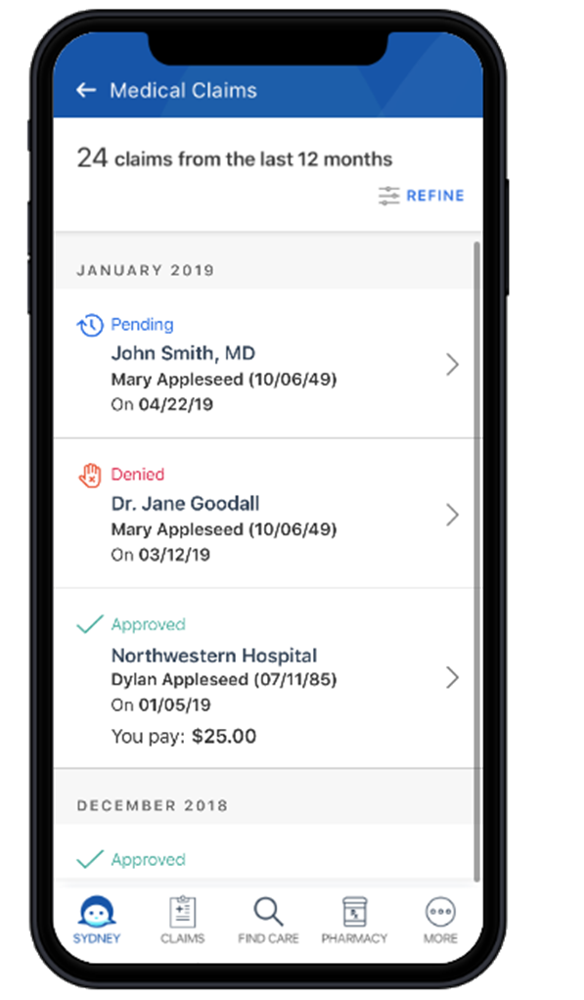 Medical Claims
24 claims from the last 12 months
REFINE
JANUARY 2019
Pending
John Smith, MD
Mary Appleseed (10/06/49)
On 04/22/19
Denied
Dr. Jane Goodall
Mary Appleseed (10/06/49)
On 03/12/19
Approved
Northwestern Hospital
Dylan Appleseed (07/11/85)
On 01/05/19
You pay: $25.00
DECEMBER 2018
Approved
SYDNEY CLAIMS FIND CARE PHARMACY MORE